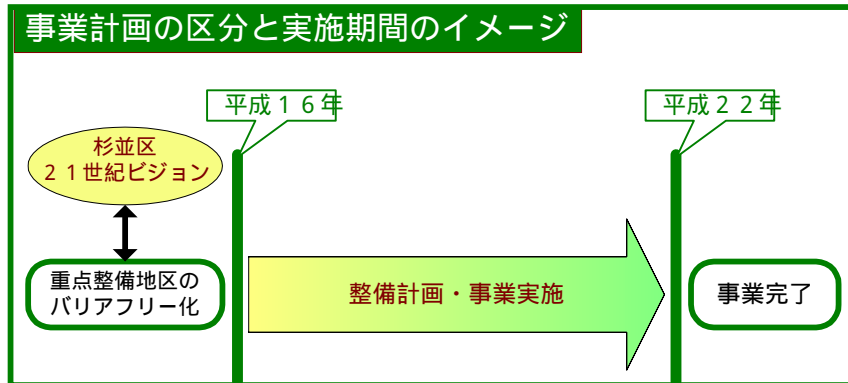 事業計画の区分と実施期間のイメージ
平成１６年
平成２２年
杉並区
２１世紀ビジョン
重点整備地区の
バリアフリー化
整備計画・事業実施
事業完了